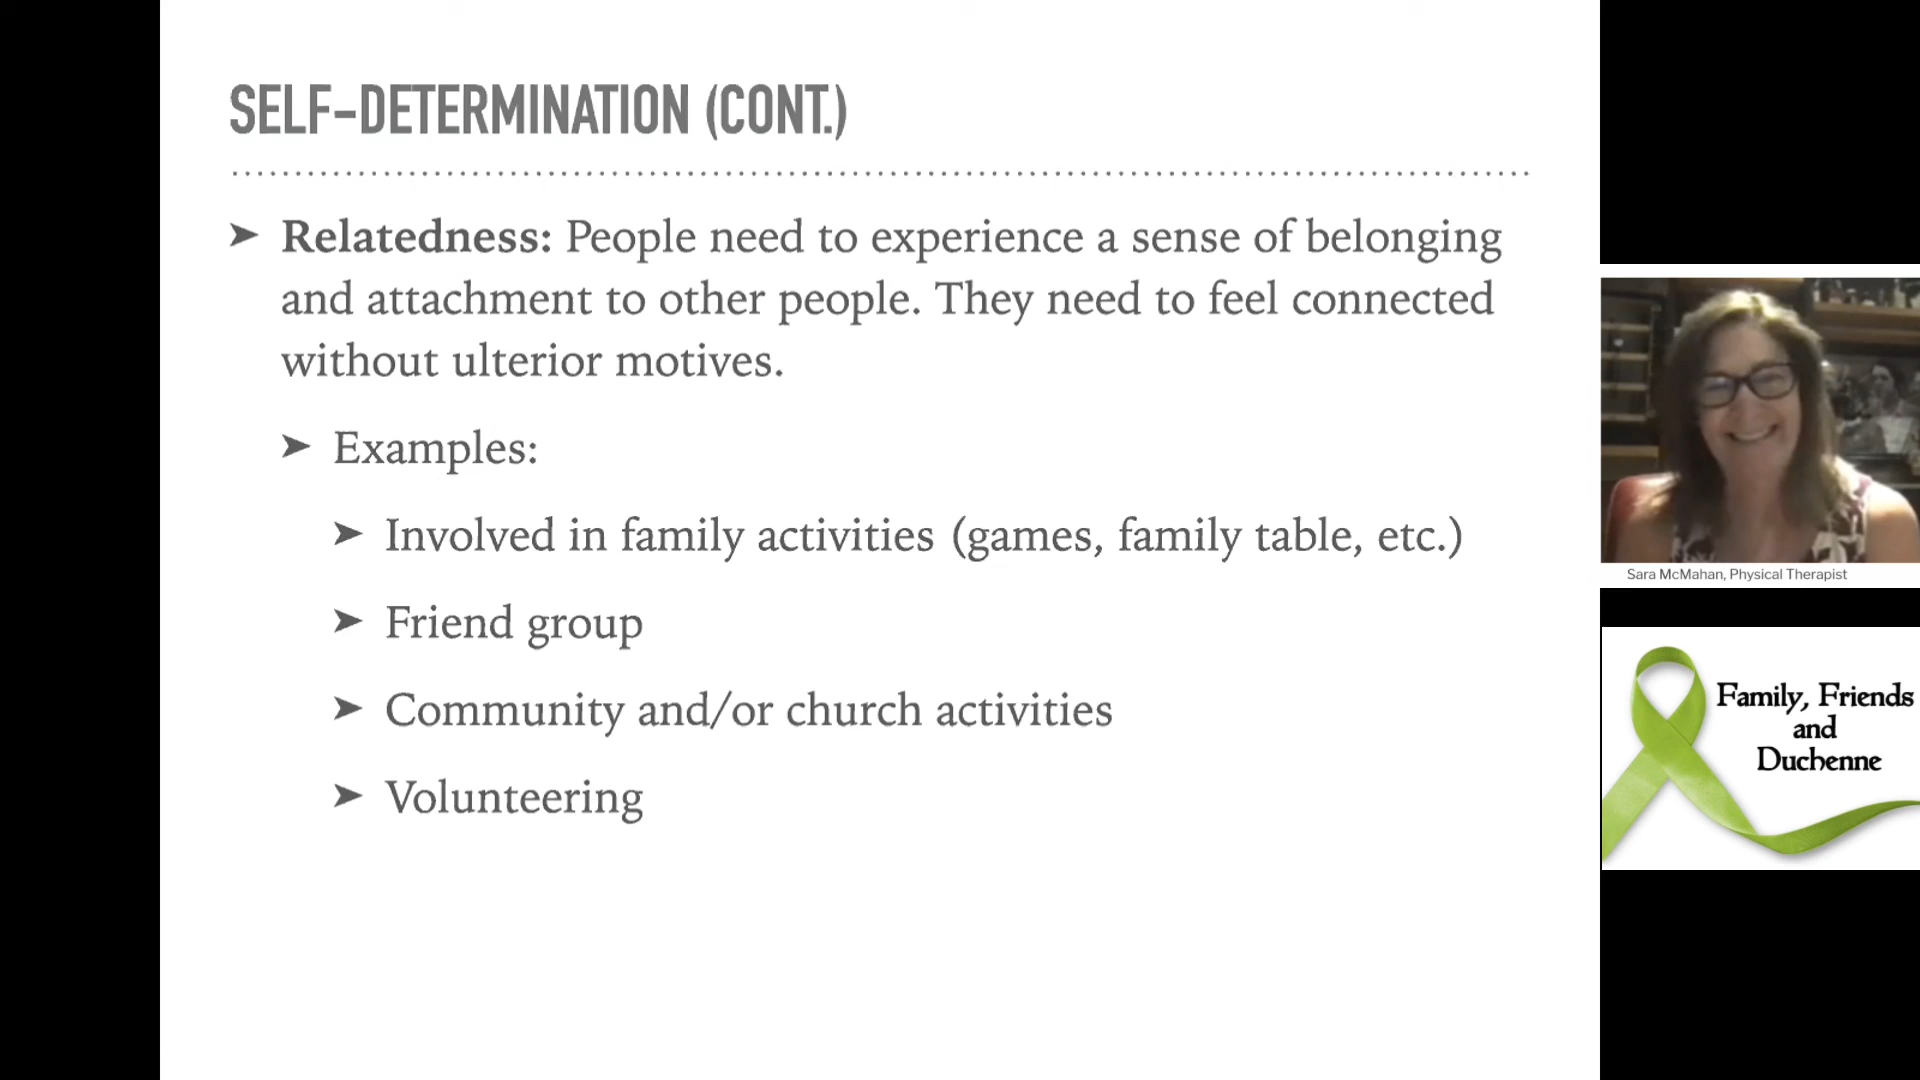 SELF-DETERMINATION (CONT.)
➤ Relatedness: People need to experience a sense of belonging
and attachment to other people. They need to feel connected
without ulterior motives.
➤ Examples:
➤ Involved in family activities (games, family table, etc.)
➤ Friend group
➤ Community and/or church activities
➤ Volunteering
Sara McMahan, Physical Therapist
Family, Friends
and
Duchenne